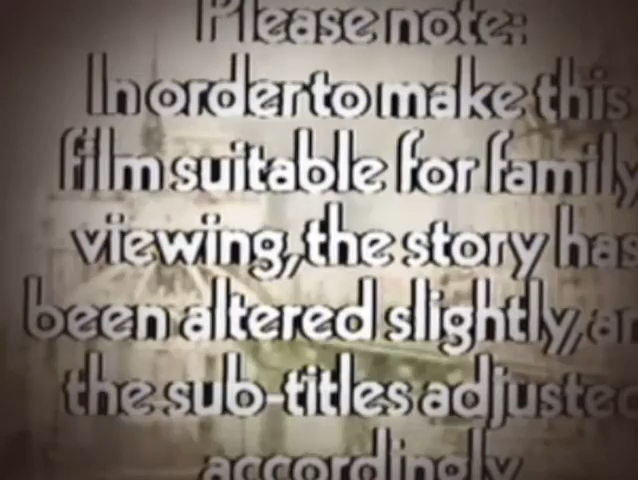 Please note:
In order to make this
film suitable for family
viewing, the story has
been altered slightly, an
the sub-titles adjusted
accordingly